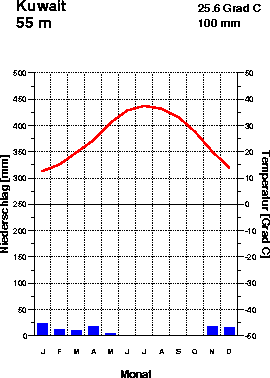 Kuwait
25.6 Grad C
55 m
100 mm
500
50
450
40
400
30
350
20
300
10
250
0
200
-10
150
-20
100
-30
50
-40
0
-50
Niederschlag [mm]
Temperatur [Grad C]
J F M A M J J A S O N D
Monat